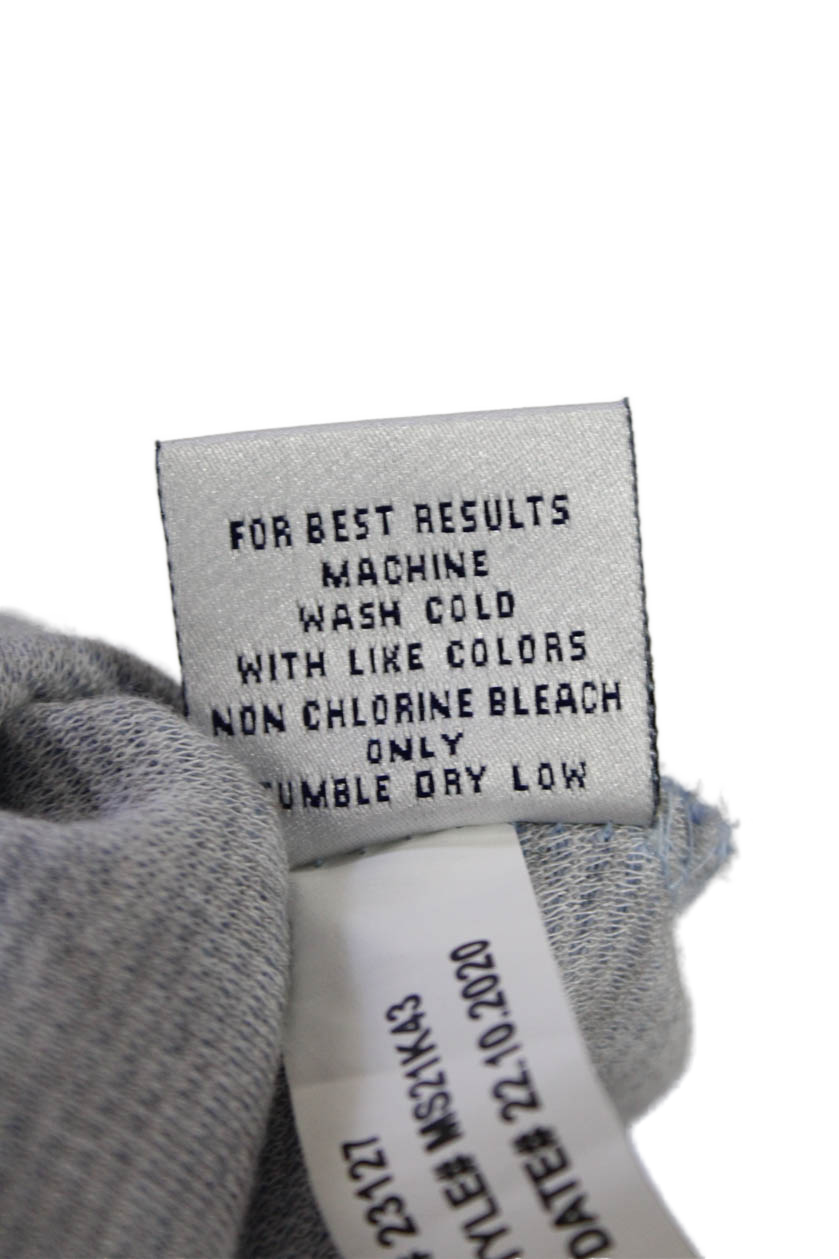 FOR BEST RESULTS
MACHINE
WASH COLD
WITH LIKE COLORS
NON CHLORINE BLEACH
ONLY
TUMBLE DRY LOW
# 23127
TYLE# MS21K43
DATE# 22.10.2020